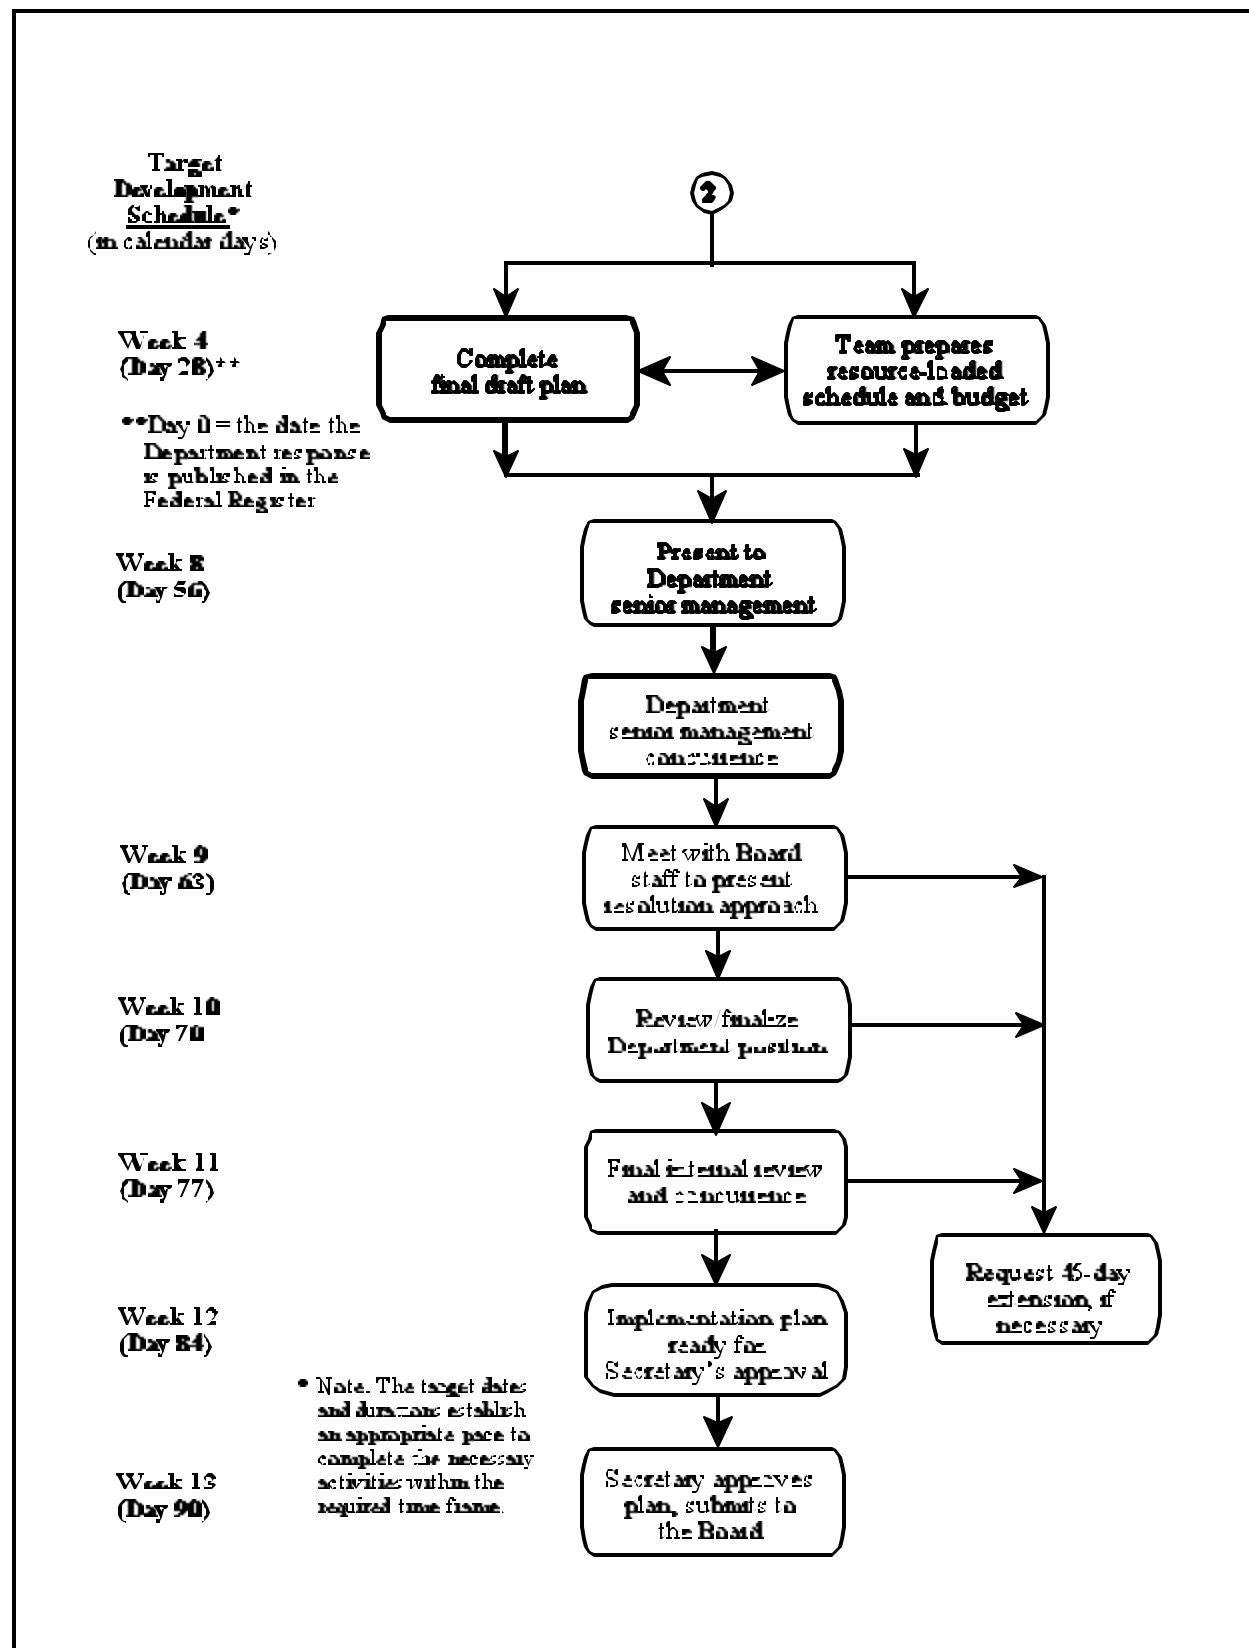 Target
Development
Schedule*
(in calendar days)
2
Week 4
(Day 28)**
Complete
final draft plan
Team prepares
resource-loaded
schedule and budget
**Day 0 = the date the
Department response
is published in the
Federal Register
Week 8
(Day 56)
Present to
Department
senior management
Department
senior management
concurrence
Week 9
(Day 63)
Meet with Board
staff to present
resolution approach
Week 10
(Day 70
Review/finalize
Department position
Week 11
(Day 77)
Final internal review
and concurrence
Request 45-day
extension, if
necessary
Week 12
(Day 84)
Implementation plan
ready for
Secretary's approval
* Note. The target dates
and durations establish
an appropriate pace to
complete the necessary
activities within the
required time frame.
Week 13
(Day 90)
Secretary approves
plan, submits to
the Board